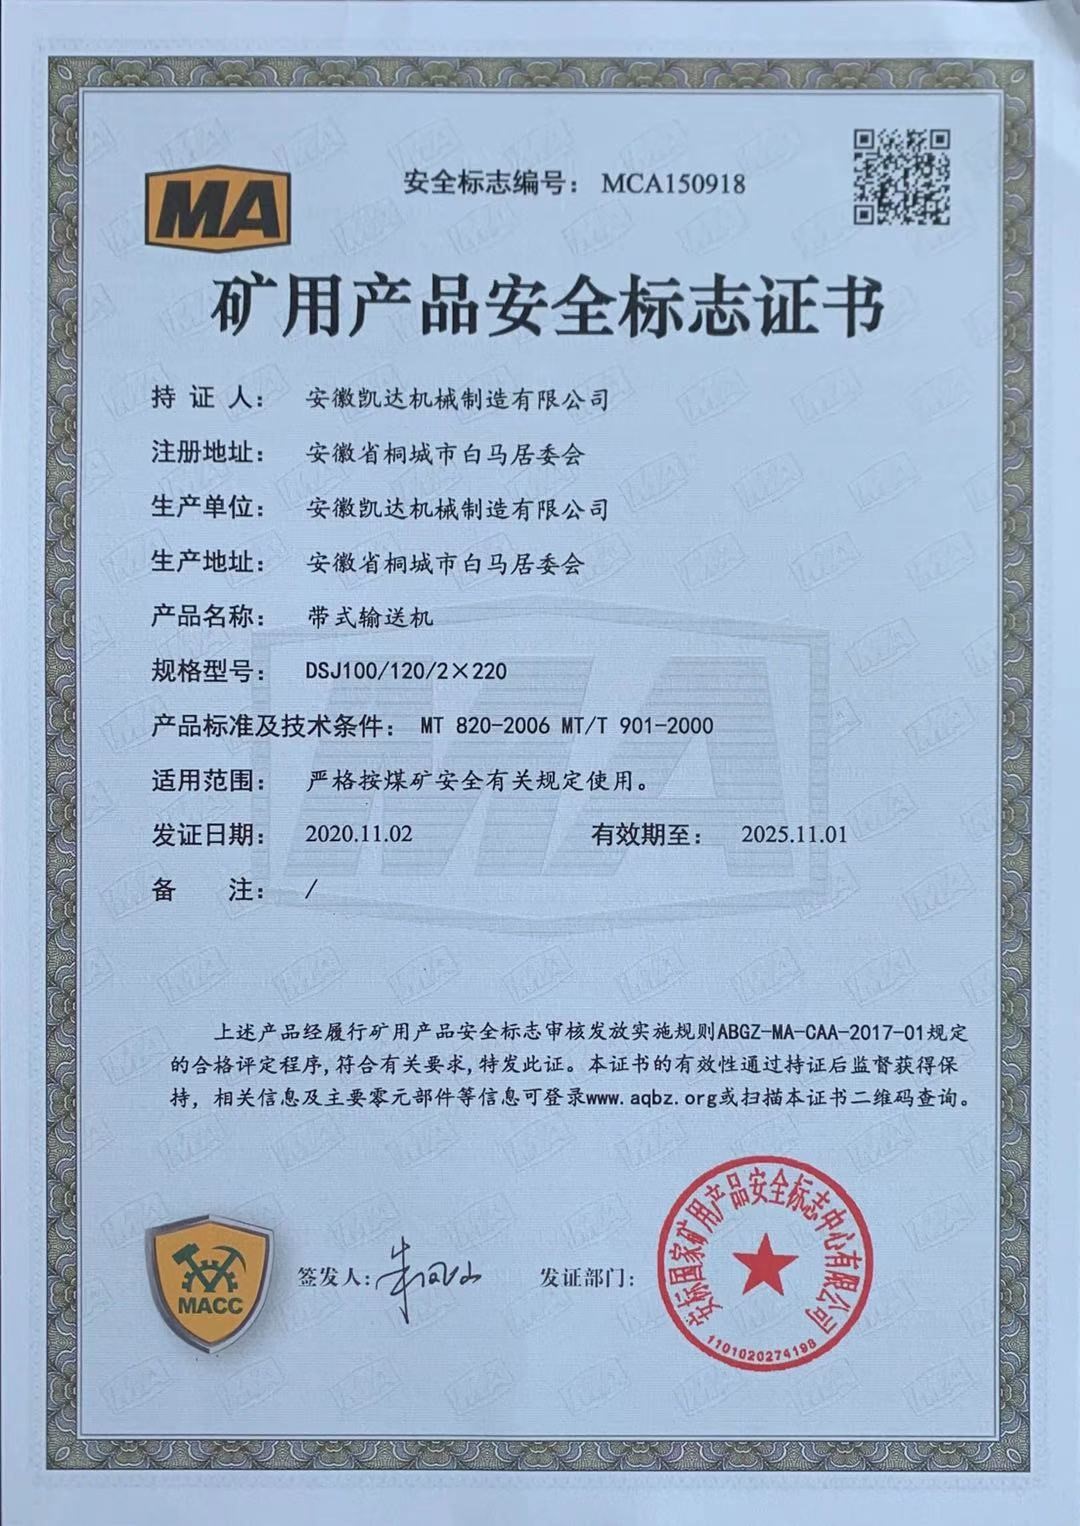 MA
安全标志编号： MCA150918
矿用产品安全标志证书
持 证 人： 安徽凯达机械制造有限公司
注册地址： 安徽省桐城市白马居委会
生产单位： 安徽凯达机械制造有限公司
生产地址： 安徽省桐城市白马居委会
产品名称： 带式输送机
规格型号： DSJ100/120/2×220
产品标准及技术条件： MT 820-2006 MT/T 901-2000
适用范围： 严格按煤矿安全有关规定使用。
发证日期： 2020.11.02 有效期至： 2025.11.01
备 注： /
上述产品经履行矿用产品安全标志审核发放实施规则ABGZ-MA-CAA-2017-01规定
的合格评定程序,符合有关要求,特发此证。本证书的有效性通过持证后监督获得保
持，相关信息及主要零元部件等信息可登录www.aqbz.org或扫描本证书二维码查询。
MACC
签发人: 发证部门:
安标国家矿用产品安全标志中心有限公司
1101020274198